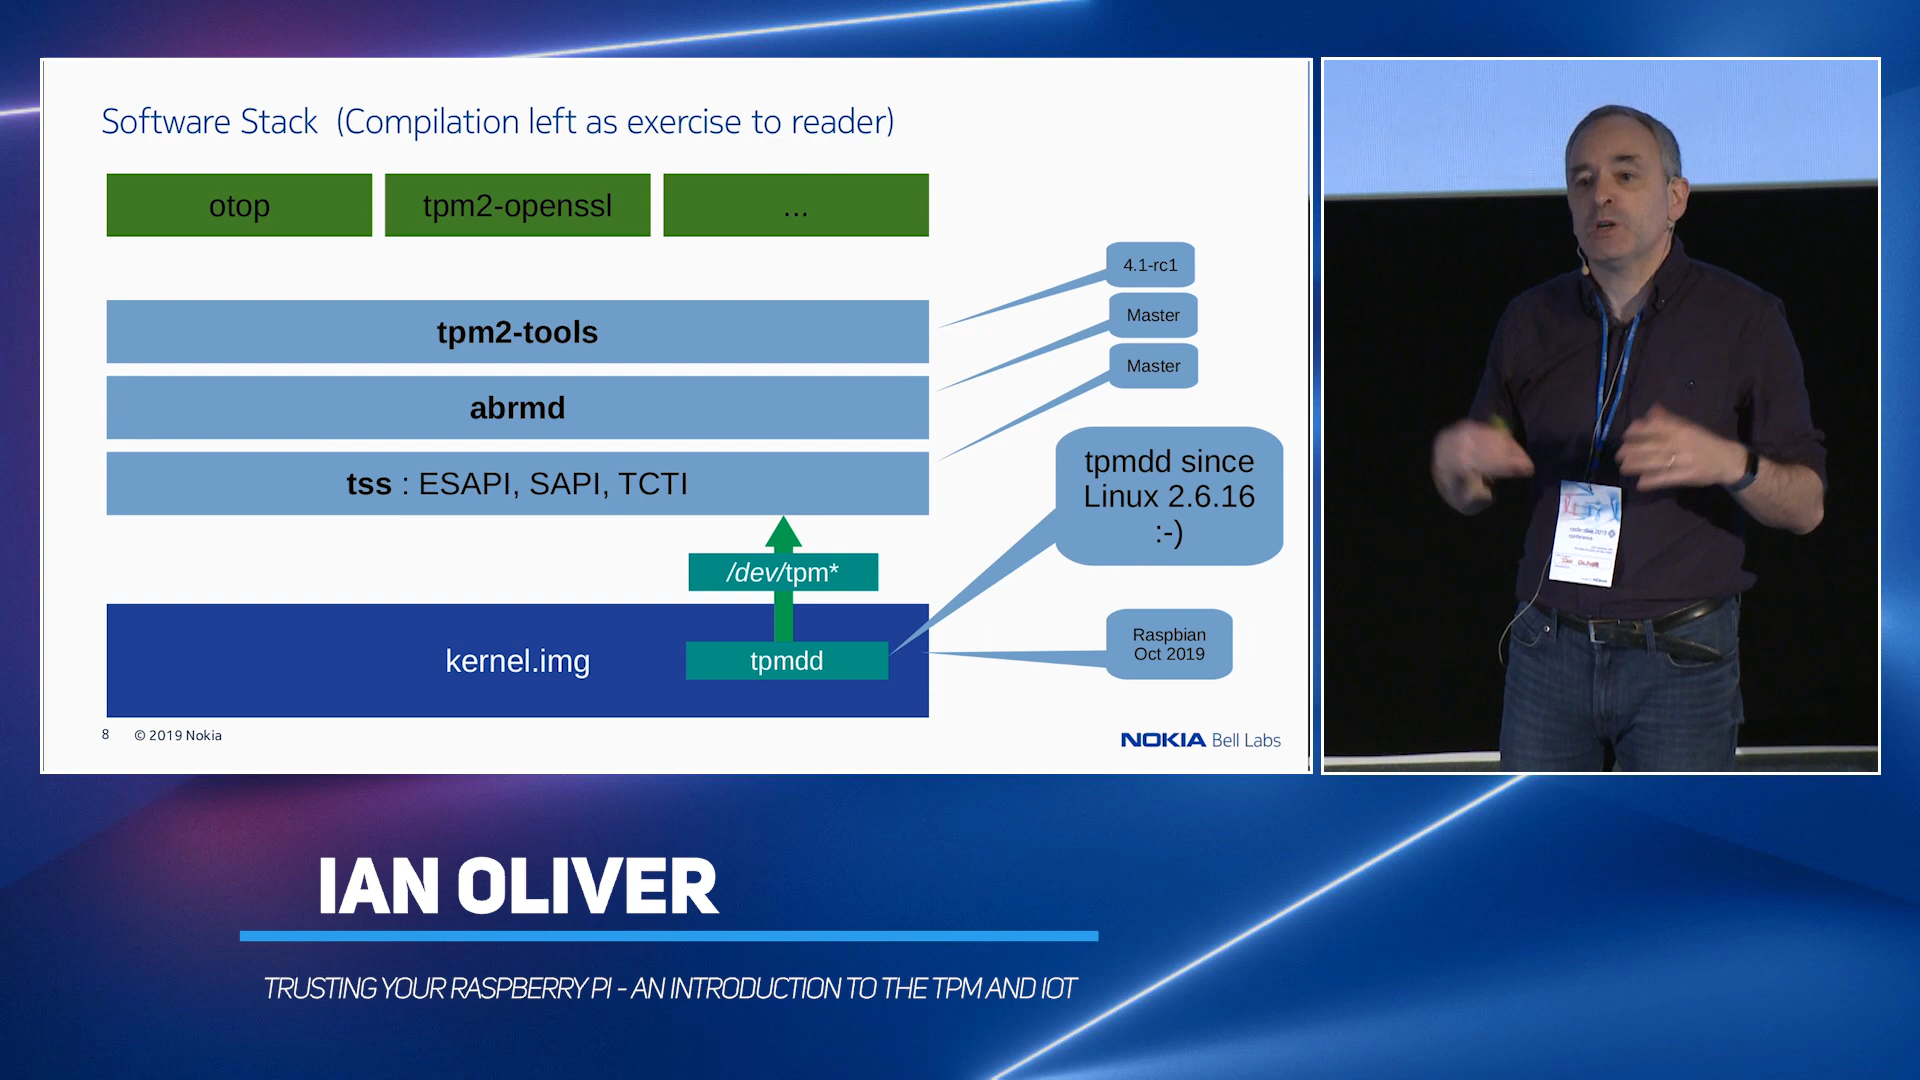 Software Stack (Compilation left as exercise to reader)
otop
tpm2-openssl
...
4.1-rc1
Master
Master
tpm2-tools
abrmd
tss : ESAPI, SAPI, TCTI
tpmdd since
Linux 2.6.16
:-)
/dev/tpm*
kernel.img
tpmdd
Raspbian
Oct 2019
8
© 2019 Nokia
NOKIA Bell Labs
IAN OLIVER
TRUSTING YOUR RASPBERRY PI - AN INTRODUCTION TO THE TPM AND IOT